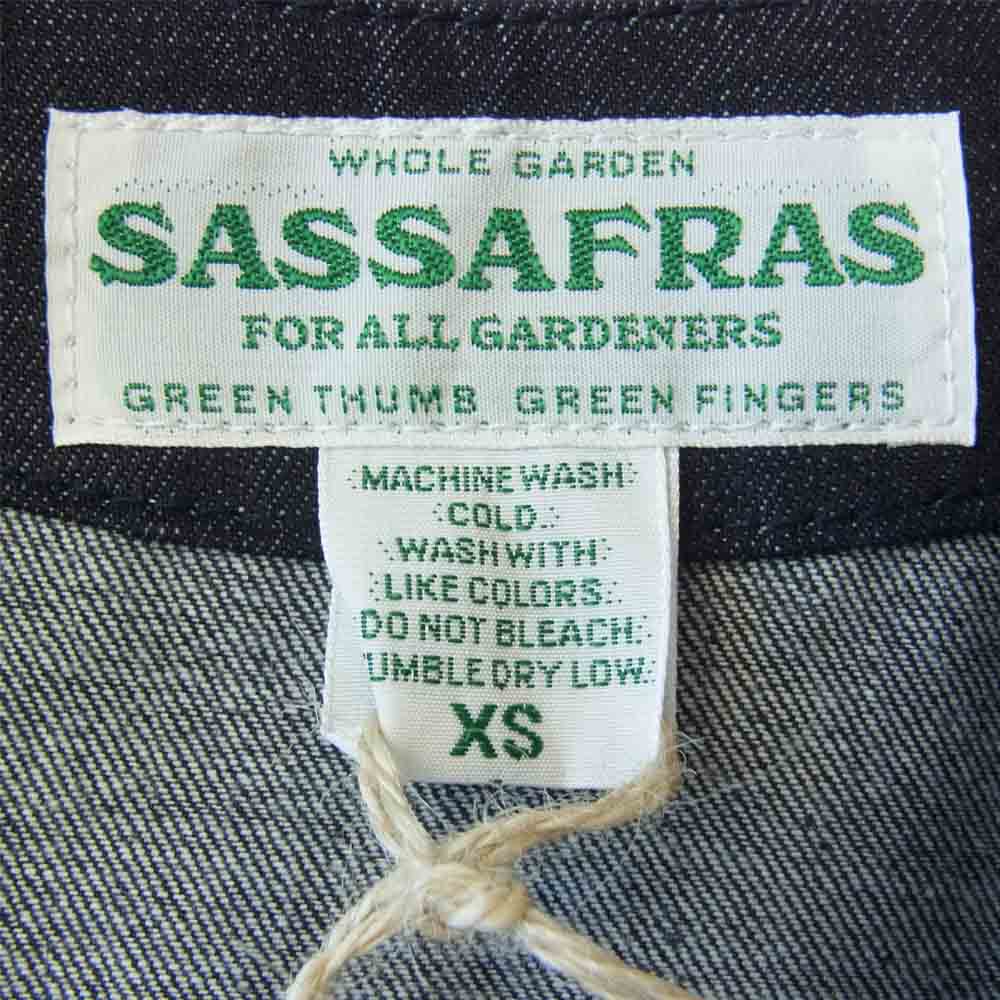 WHOLE GARDEN
SASSAFRAS
FOR ALL GARDENERS
GREEN THUMB GREEN FINGERS
MACHINE WASH
COLD.
WASH WITH
LIKE COLORS.
DO NOT BLEACH.
UMBLE DRY LOW.
XS